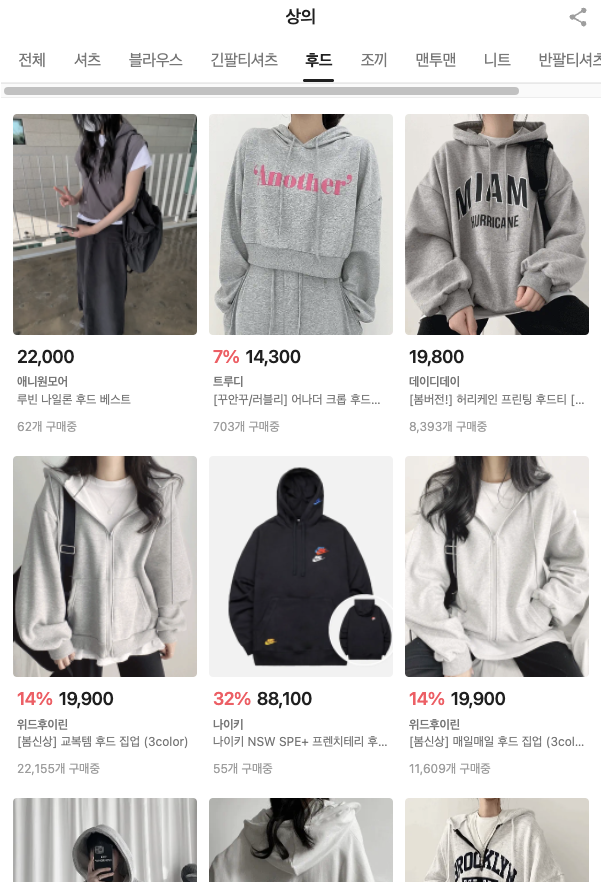 상의
전체 셔츠 블라우스 긴팔티셔츠 후드 조끼 맨투맨 니트 반팔티셔츠
'Another'
MIAM
HURRICANE
22,000
애니원모어
루빈 나일론 후드 베스트
62개 구매중
7% 14,300
트루디
[꾸안꾸/러블리] 어나더 크롭 후드...
703개 구매중
19,800
데이디데이
[봄버전!] 허리케인 프린팅 후드티 [...
8,393개 구매중
14% 19,900
위드후이린
[봄신상] 교복템 후드 집업 (3color)
22,155개 구매중
32% 88,100
나이키
나이키 NSW SPE+ 프렌치테리 후...
55개 구매중
14% 19,900
위드후이린
[봄신상] 매일매일 후드 집업 (3col...
11,609개 구매중
BROOKLYN